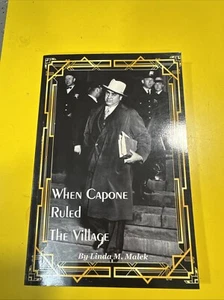 When Capone
Ruled
The Village
By Linda M. Malek